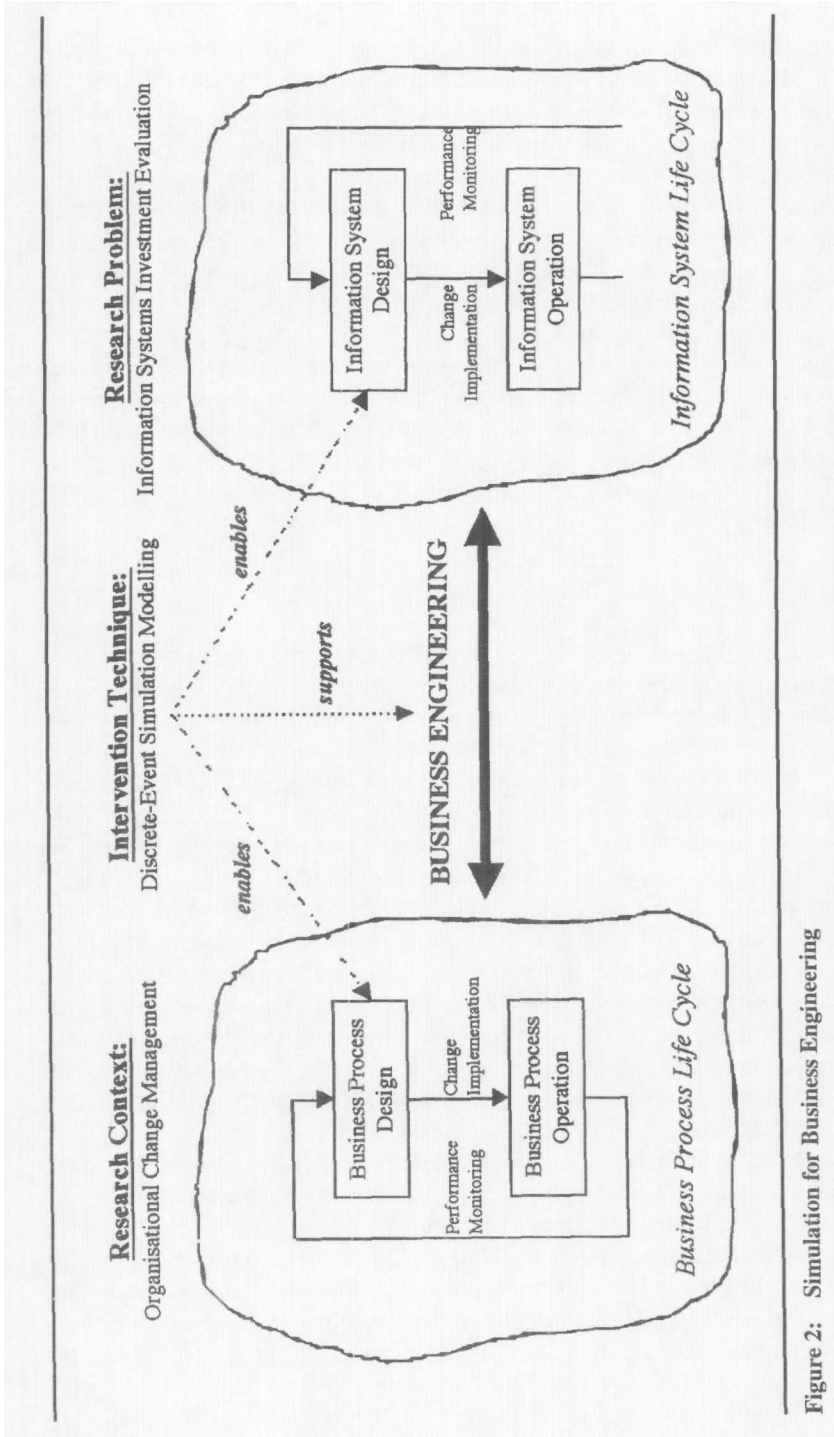 Research Context:
Organisational Change Management
Intervention Technique:
Discrete-Event Simulation Modelling
Research Problem:
Information Systems Investment Evaluation
enables
supports
enables
Business Process
Design
Performance
Monitoring
Change
Implementation
Business Process
Operation
Business Process Life Cycle
BUSINESS ENGINEERING
Information System
Design
Change
Implementation
Performance
Monitoring
Information System
Operation
Information System Life Cycle
Figure 2: Simulation for Business Engineering